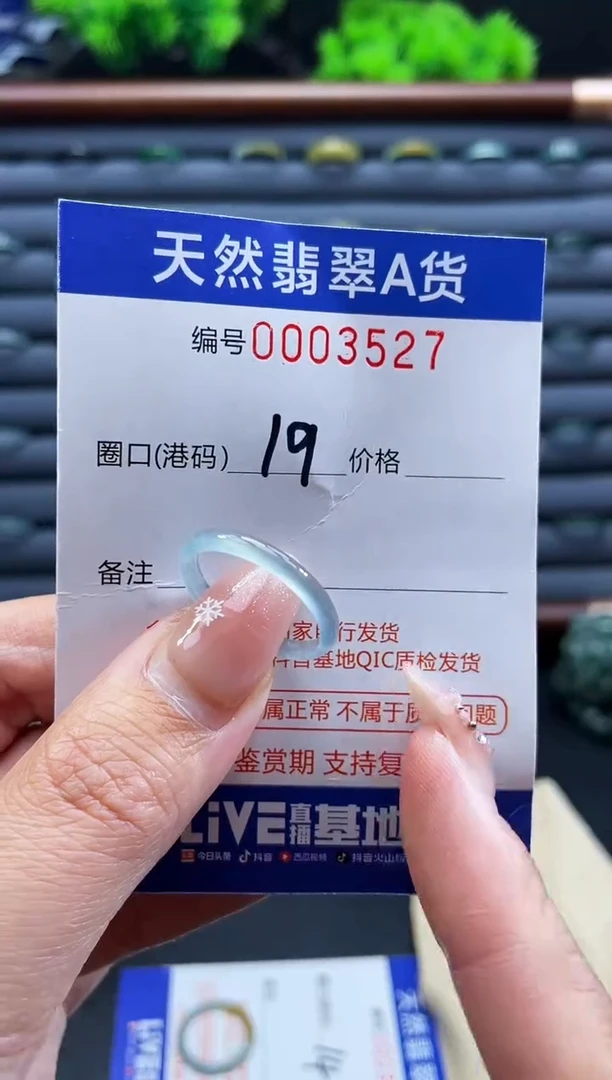 天然翡翠A货
编号0003527
圈口(港码) 19 价格
备注
行发货
基地QIC质检发货
属正常 不属于质 问题
鉴赏期 支持复
LiVE直播基地
今日头条 抖音 西瓜视频 抖音火山版
天然翡翠